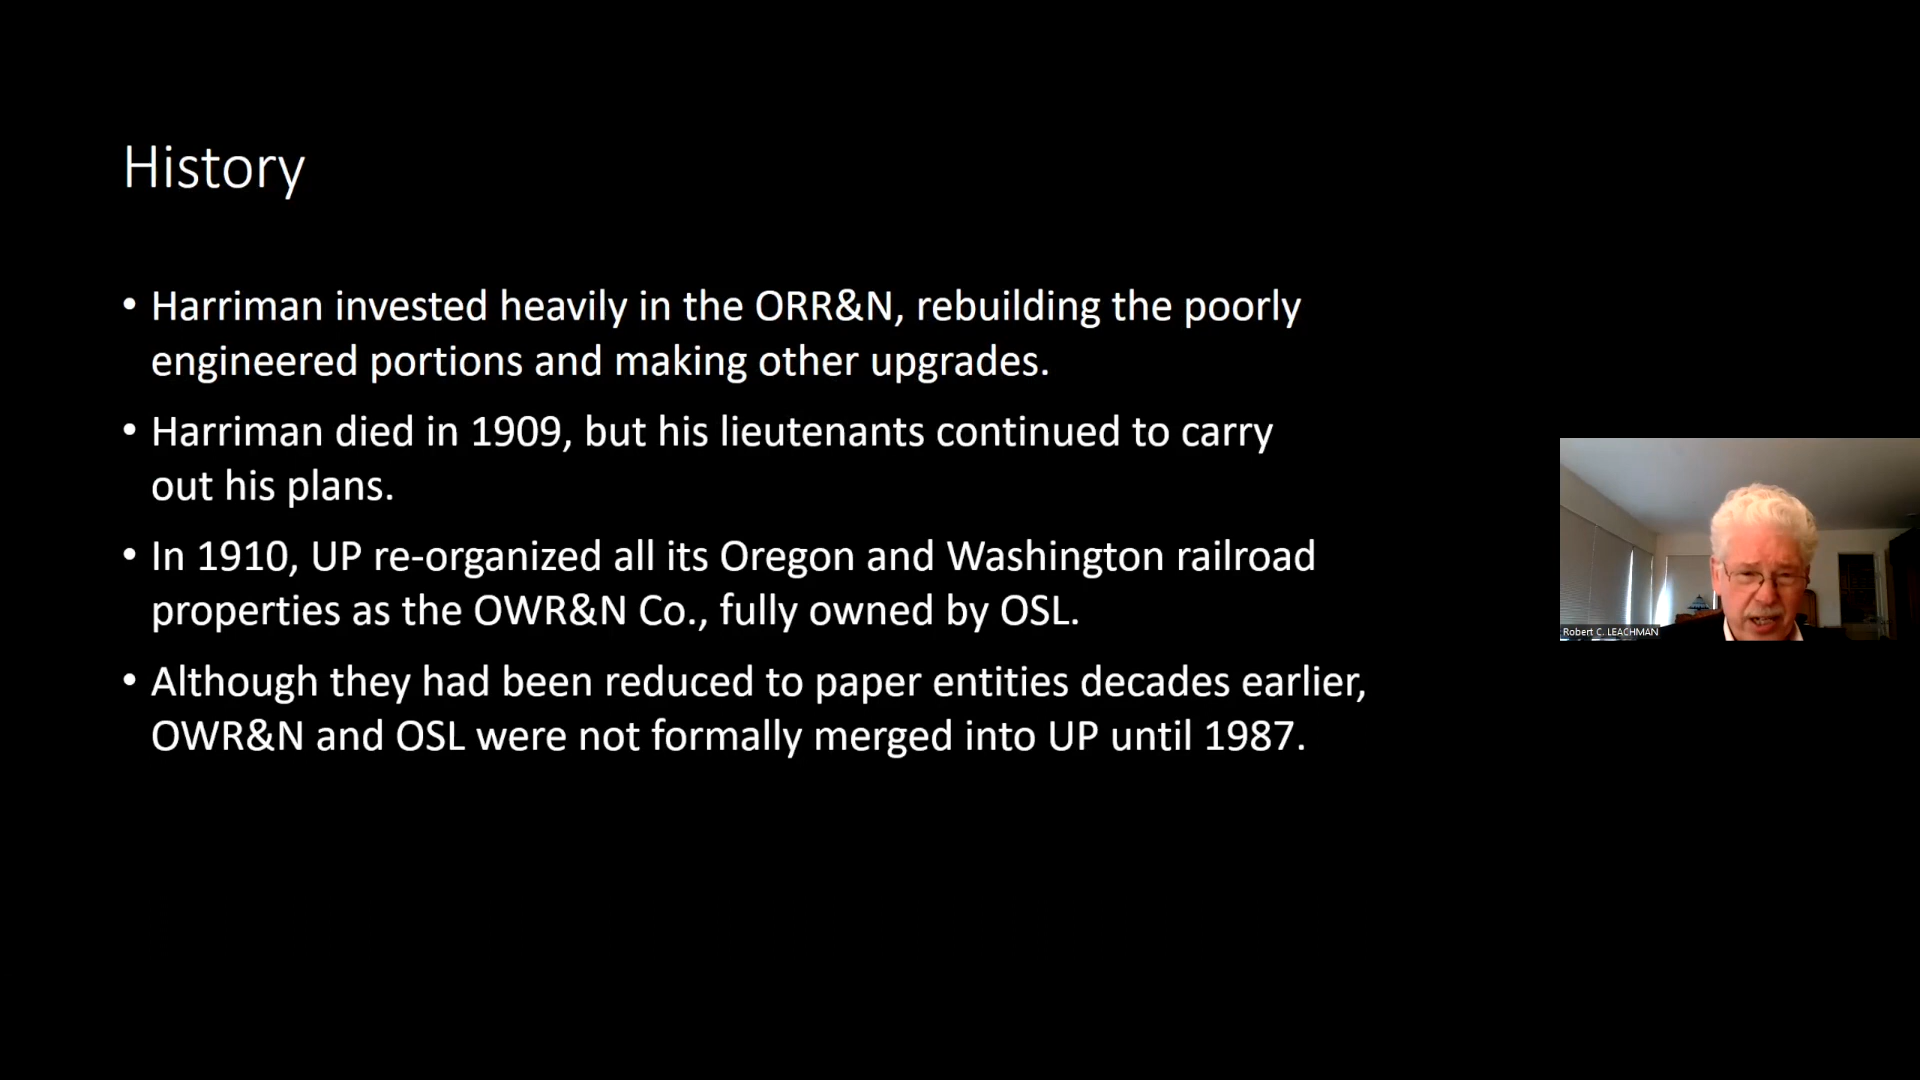 History
• Harriman invested heavily in the ORR&N, rebuilding the poorly
engineered portions and making other upgrades.
• Harriman died in 1909, but his lieutenants continued to carry
out his plans.
• In 1910, UP re-organized all its Oregon and Washington railroad
properties as the OWR&N Co., fully owned by OSL.
• Although they had been reduced to paper entities decades earlier,
OWR&N and OSL were not formally merged into UP until 1987.
Robert C. LEACHMAN